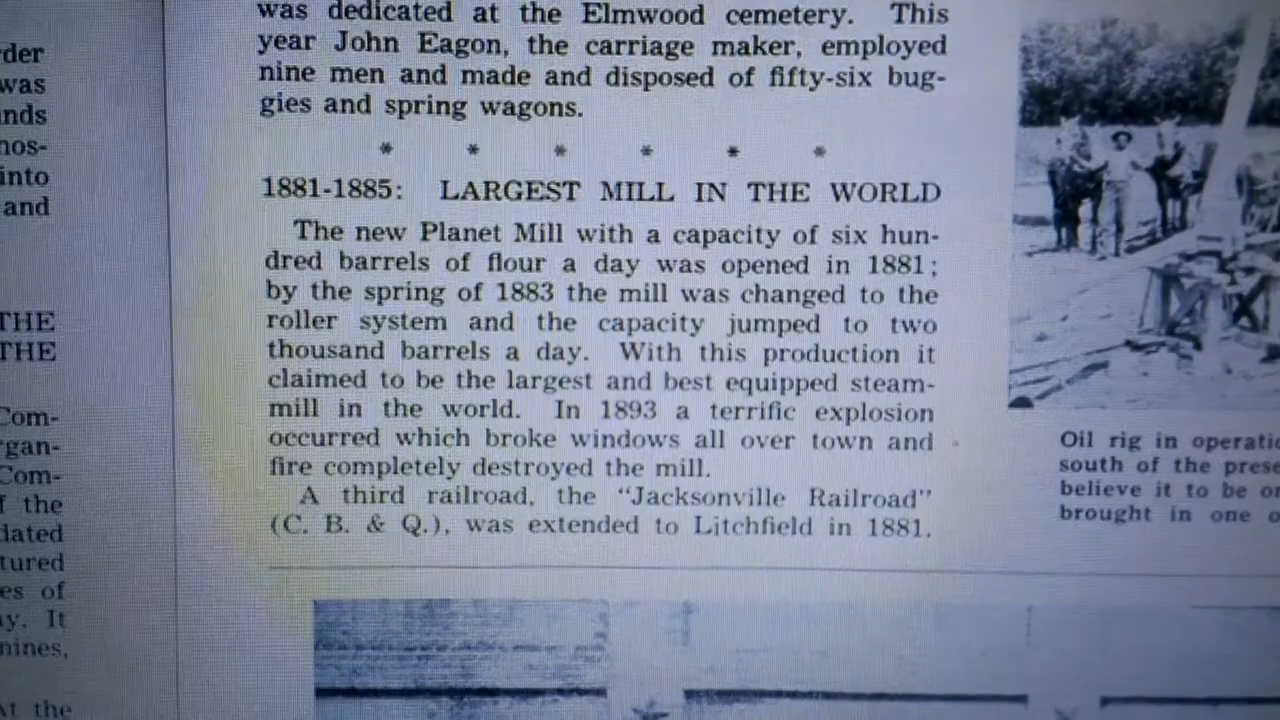 rder
was
nds
nos-
into
and
THE
THE
Com-
rgan-
Com-
f the
dated
tured
es of
ay. It
nines,
At the
was dedicated at the Elmwood cemetery. This
year John Eagon, the carriage maker, employed
nine men and made and disposed of fifty-six bug-
gies and spring wagons.
* * * * * *
1881-1885: LARGEST MILL IN THE WORLD
The new Planet Mill with a capacity of six hun-
dred barrels of flour a day was opened in 1881;
by the spring of 1883 the mill was changed to the
roller system and the capacity jumped to two
thousand barrels a day. With this production it
claimed to be the largest and best equipped steam-
mill in the world. In 1893 a terrific explosion
occurred which broke windows all over town and
fire completely destroyed the mill.
A third railroad, the "Jacksonville Railroad"
(C. B. & Q.), was extended to Litchfield in 1881.
Oil rig in operatio
south of the prese
believe it to be or
brought in one o